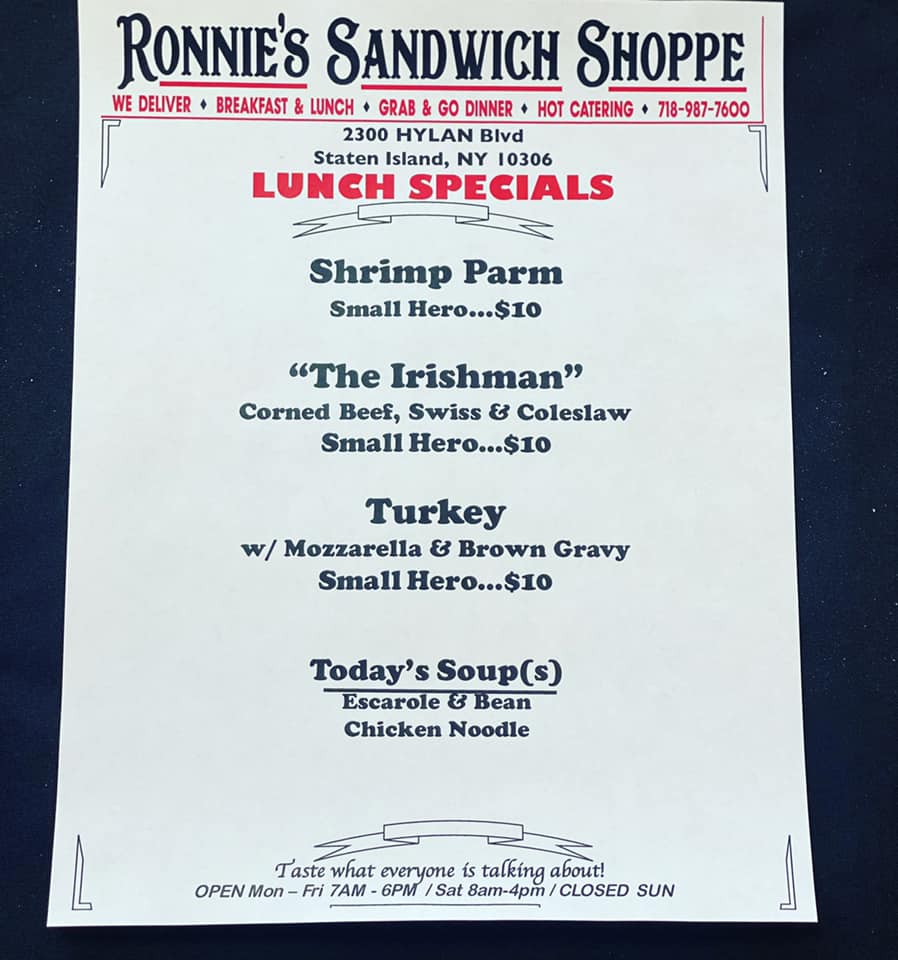 RONNIE'S SANDWICH SHOPPE
WE DELIVER ♦ BREAKFAST & LUNCH ♦ GRAB & GO DINNER ♦ HOT CATERING ♦ 718-987-7600
2300 HYLAN Blvd
Staten Island, NY 10306
LUNCH SPECIALS
Shrimp Parm
Small Hero...$10
“The Irishman”
Corned Beef, Swiss & Coleslaw
Small Hero...$10
Turkey
w/ Mozzarella & Brown Gravy
Small Hero...$10
Today’s Soup(s)
Escarole & Bean
Chicken Noodle
Taste what everyone is talking about!
OPEN Mon – Fri 7AM - 6PM / Sat 8am-4pm / CLOSED SUN